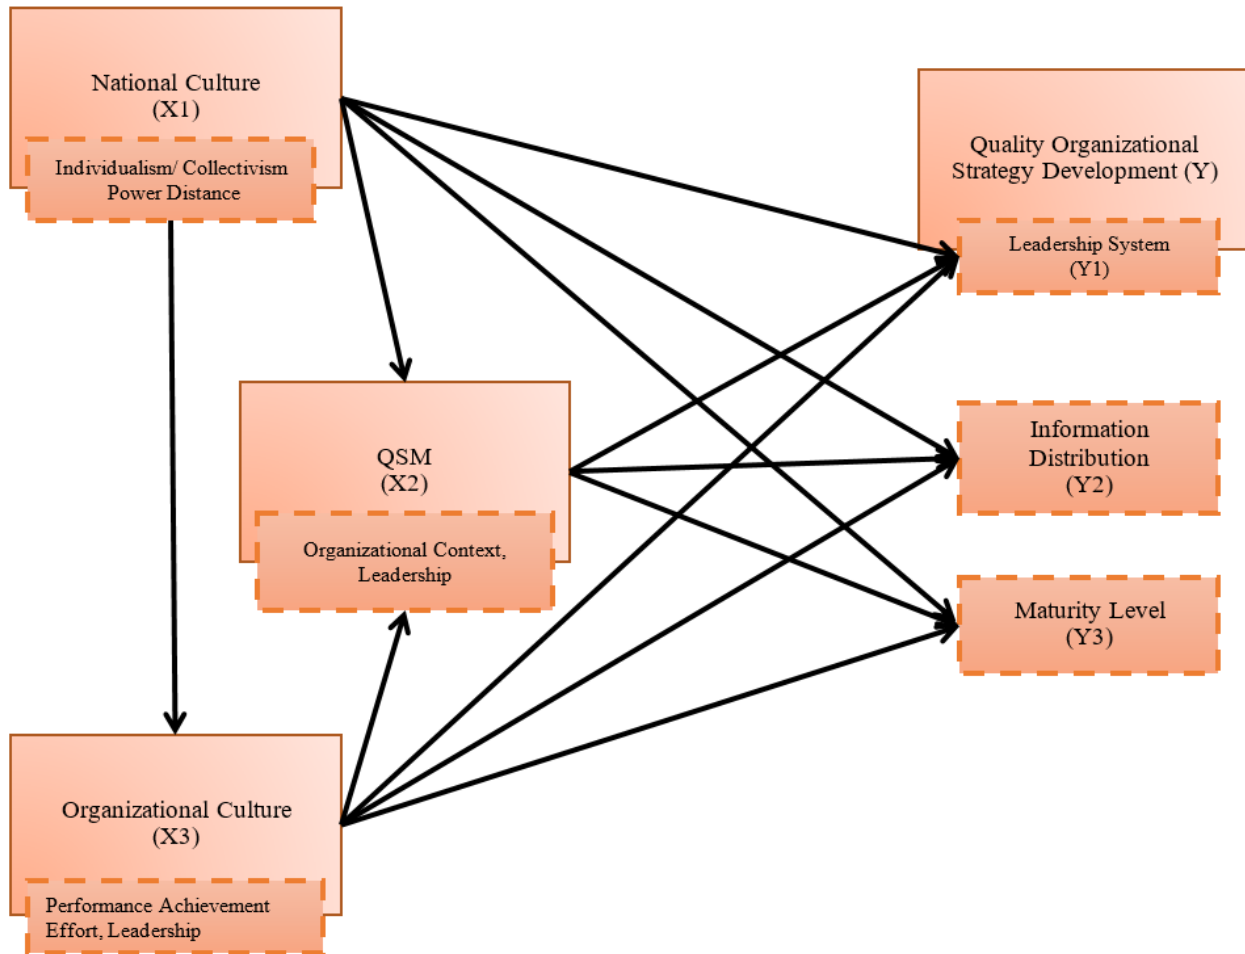 National Culture
(X1)
Individualism/ Collectivism
Power Distance
Quality Organizational
Strategy Development (Y)
Leadership System
(Y1)
QSM
(X2)
Organizational Context,
Leadership
Information
Distribution
(Y2)
Maturity Level
(Y3)
Organizational Culture
(X3)
Performance Achievement
Effort, Leadership